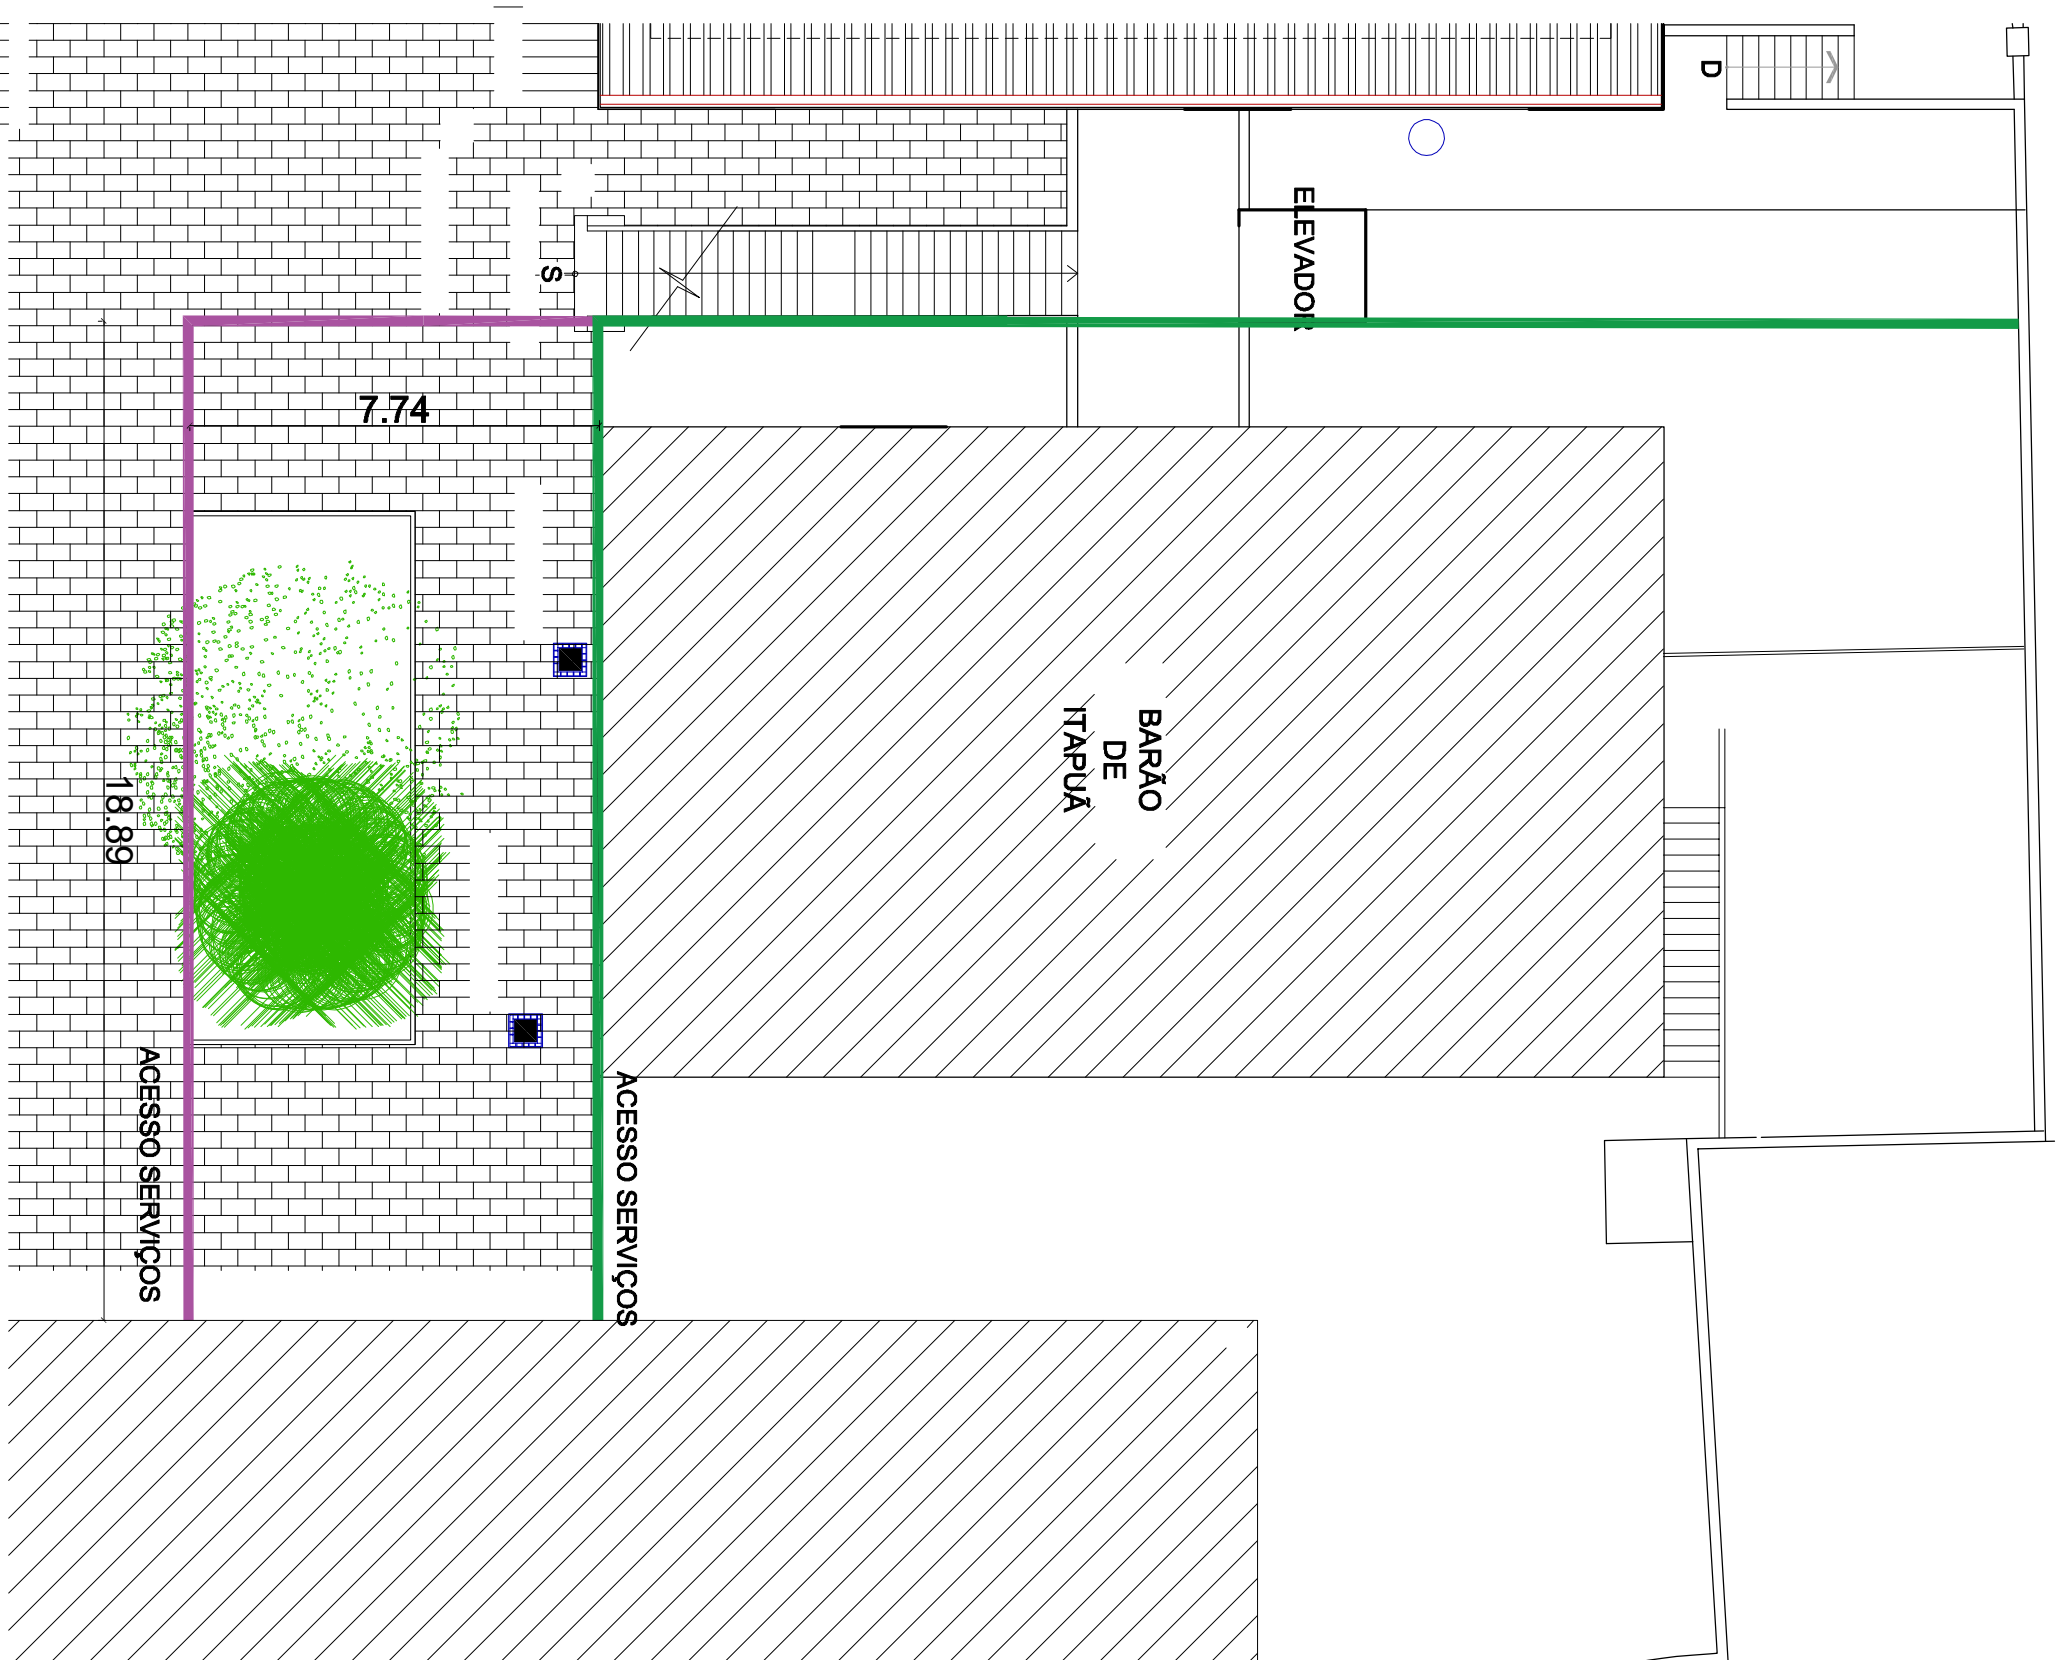 D
ELEVADOR
S
7.74
BARÃO
DE
ITAPUÃ
18.89
ACESSO SERVIÇOS
ACESSO SERVIÇOS